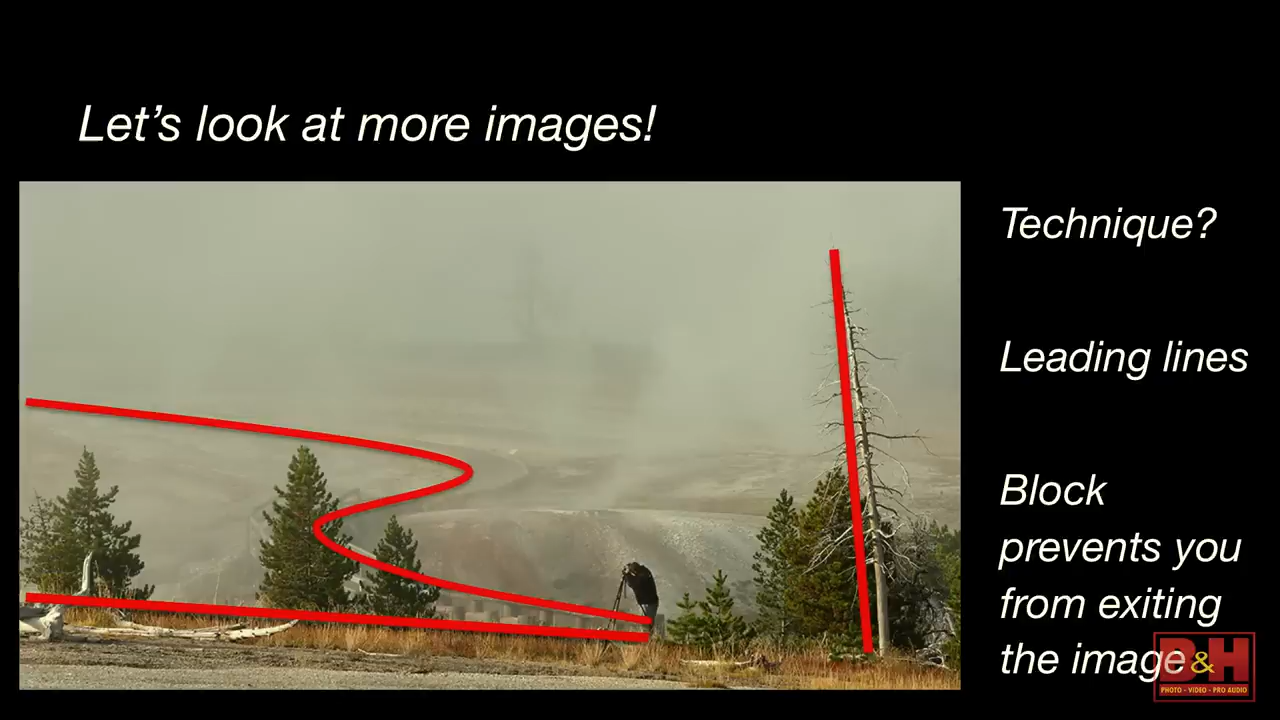 Let's look at more images!
Technique?
Leading lines
Block
prevents you
from exiting
the image
B&H
PHOTO - VIDEO - PRO AUDIO